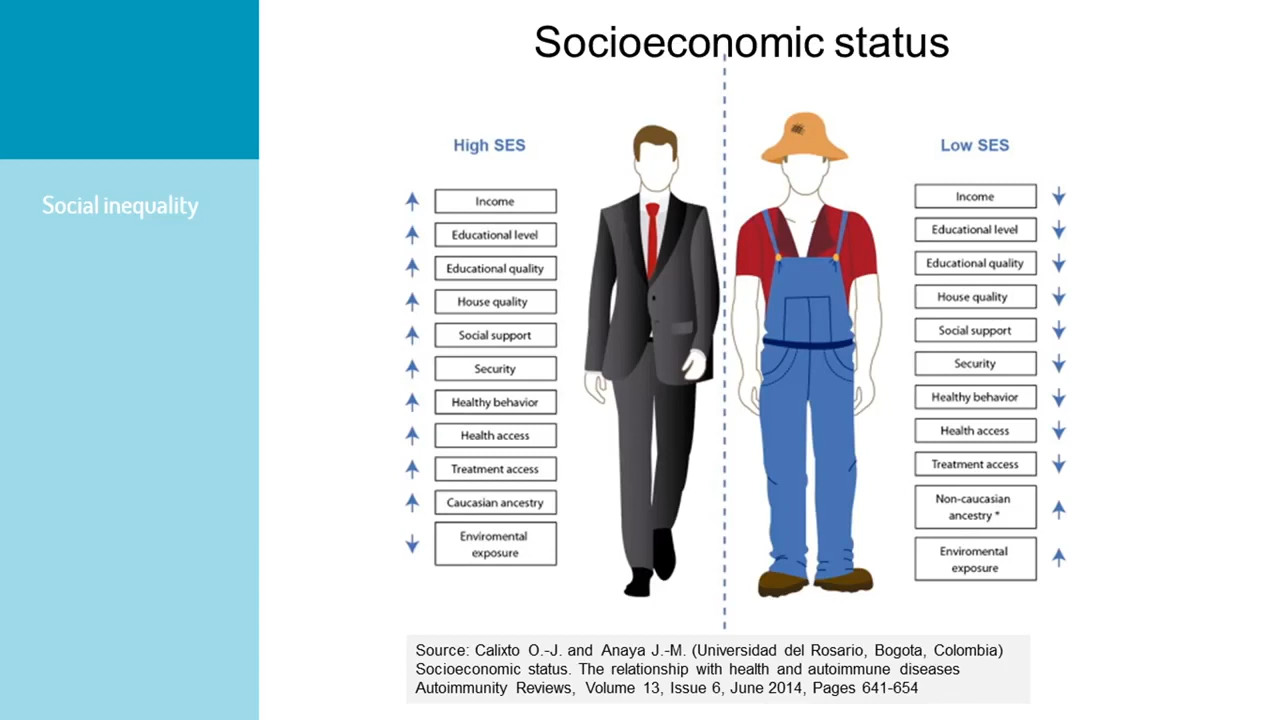 Socioeconomic status
Social inequality
High SES
Income
Educational level
Educational quality
House quality
Social support
Security
Healthy behavior
Health access
Treatment access
Caucasian ancestry
Enviromental
exposure
Low SES
Income
Educational level
Educational quality
House quality
Social support
Security
Healthy behavior
Health access
Treatment access
Non-caucasian
ancestry *
Enviromental
exposure
Source: Calixto O.-J. and Anaya J.-M. (Universidad del Rosario, Bogota, Colombia)
Socioeconomic status. The relationship with health and autoimmune diseases
Autoimmunity Reviews, Volume 13, Issue 6, June 2014, Pages 641-654